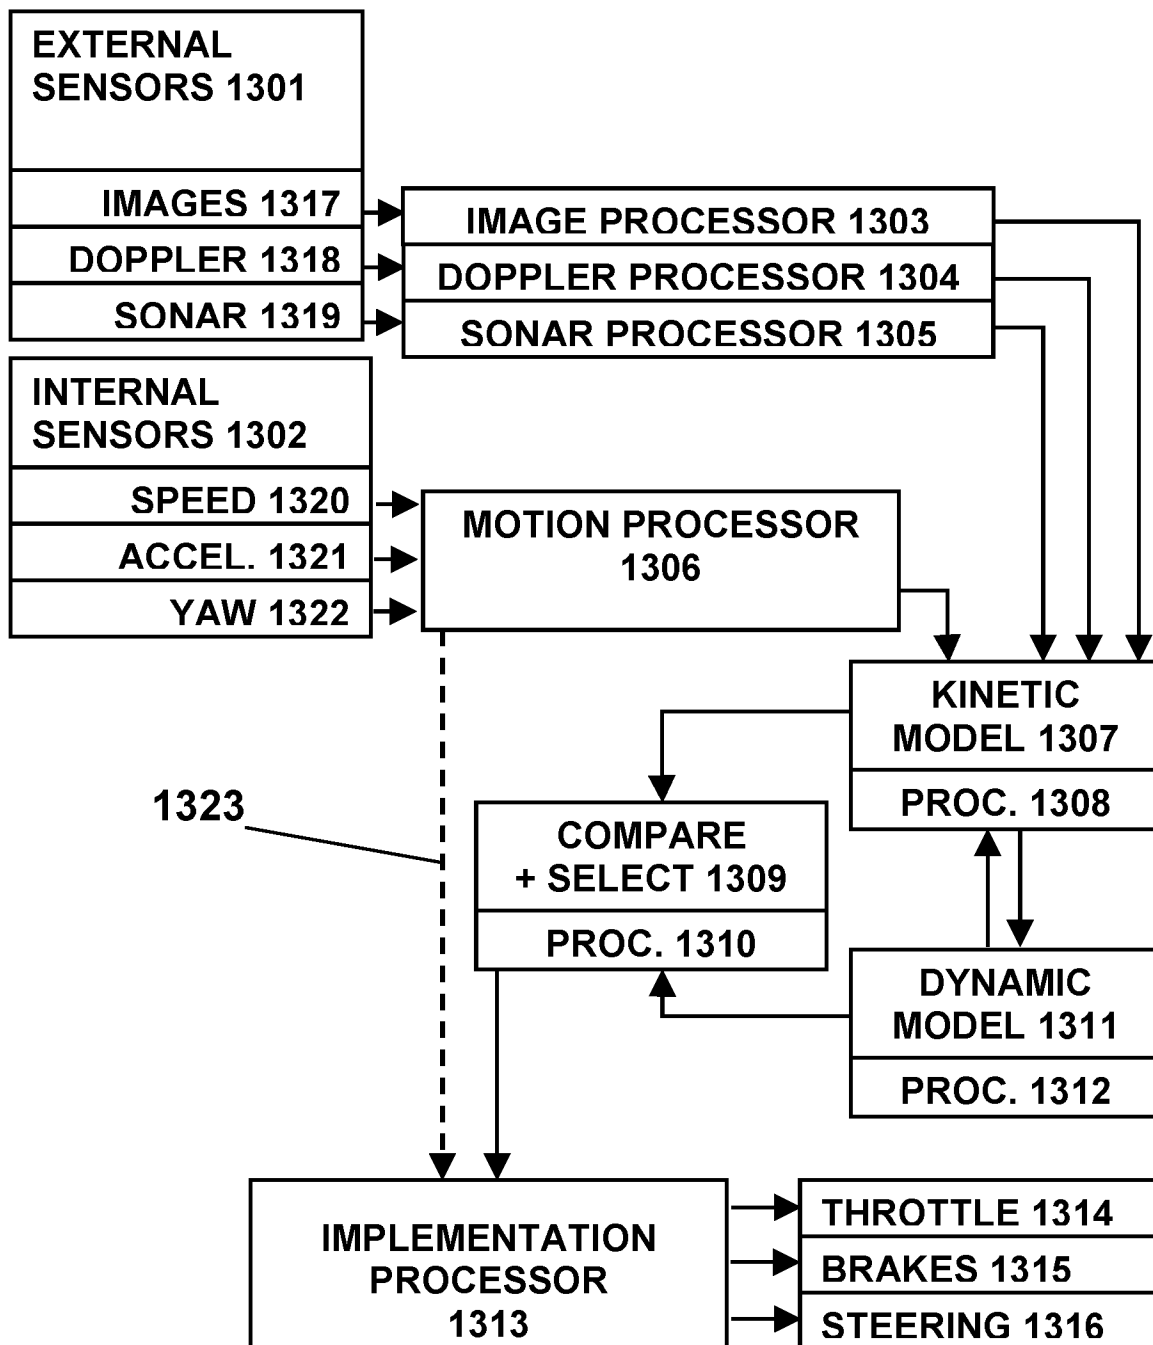 EXTERNAL
SENSORS 1301
IMAGES 1317
DOPPLER 1318
SONAR 1319
IMAGE PROCESSOR 1303
DOPPLER PROCESSOR 1304
SONAR PROCESSOR 1305
INTERNAL
SENSORS 1302
SPEED 1320
ACCEL. 1321
YAW 1322
MOTION PROCESSOR
1306
KINETIC
MODEL 1307
PROC. 1308
1323
COMPARE
+ SELECT 1309
PROC. 1310
DYNAMIC
MODEL 1311
PROC. 1312
IMPLEMENTATION
PROCESSOR
1313
THROTTLE 1314
BRAKES 1315
STEERING 1316